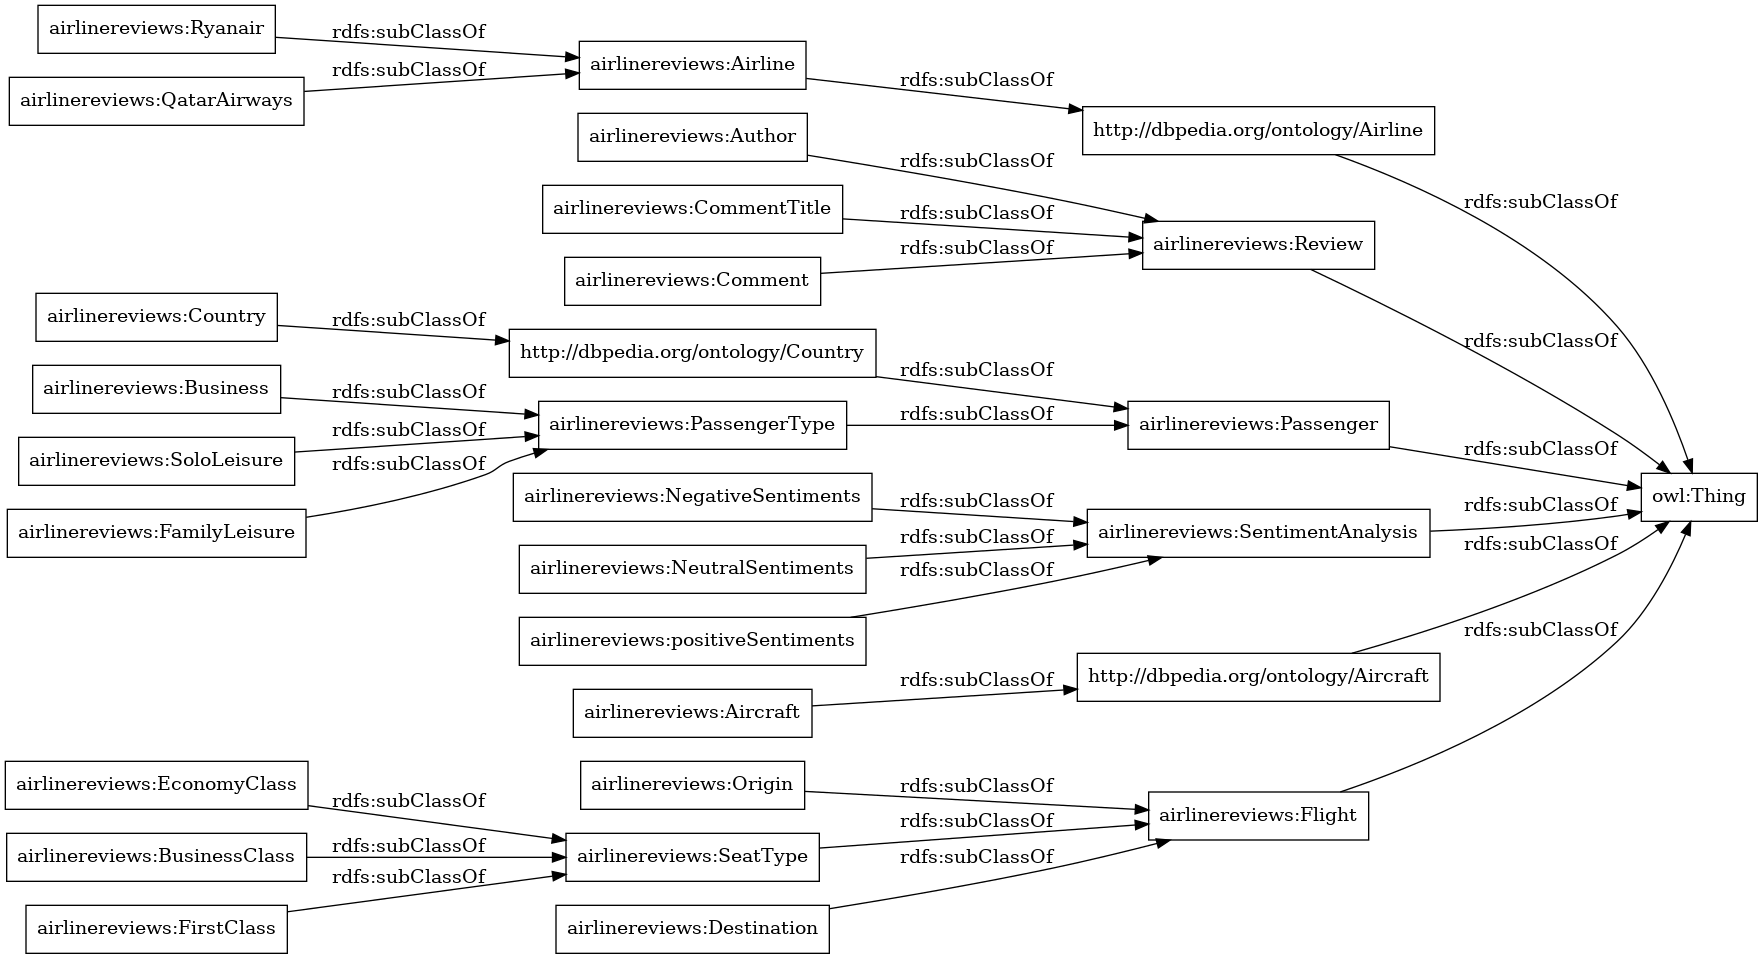 airlinereviews:Ryanair
rdfs:subClassOf
airlinereviews:Airline
airlinereviews:QatarAirways
rdfs:subClassOf
rdfs:subClassOf
http://dbpedia.org/ontology/Airline
airlinereviews:Author
rdfs:subClassOf
rdfs:subClassOf
airlinereviews:CommentTitle
rdfs:subClassOf
airlinereviews:Review
airlinereviews:Comment
rdfs:subClassOf
airlinereviews:Country
rdfs:subClassOf
http://dbpedia.org/ontology/Country
rdfs:subClassOf
rdfs:subClassOf
airlinereviews:Business
rdfs:subClassOf
airlinereviews:PassengerType
rdfs:subClassOf
airlinereviews:Passenger
airlinereviews:SoloLeisure
rdfs:subClassOf
rdfs:subClassOf
rdfs:subClassOf
airlinereviews:FamilyLeisure
airlinereviews:NegativeSentiments
rdfs:subClassOf
rdfs:subClassOf
owl:Thing
airlinereviews:SentimentAnalysis
airlinereviews:NeutralSentiments
rdfs:subClassOf
rdfs:subClassOf
airlinereviews:positiveSentiments
rdfs:subClassOf
rdfs:subClassOf
airlinereviews:Aircraft
rdfs:subClassOf
http://dbpedia.org/ontology/Aircraft
airlinereviews:EconomyClass
rdfs:subClassOf
airlinereviews:Origin
rdfs:subClassOf
airlinereviews:Flight
airlinereviews:BusinessClass
rdfs:subClassOf
airlinereviews:SeatType
rdfs:subClassOf
rdfs:subClassOf
airlinereviews:FirstClass
rdfs:subClassOf
airlinereviews:Destination